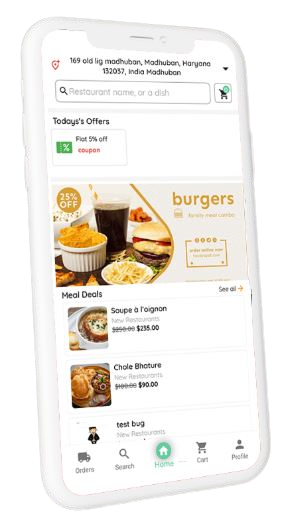 169 old lig madhuban, Madhuban, Haryana
132037, India Madhuban
Restaurant name, or a dish
Todays's Offers
Flat 5% off
coupon
25%
OFF
burgers
family meal combo
order online now
See all →
Meal Deals
Soupe à l'oignon
New Restaurants
$250.00 $235.00
Chole Bhature
New Restaurants
$100.00 $90.00
test bug
New Restaurants
Orders
Search
Home
Cart
Profile